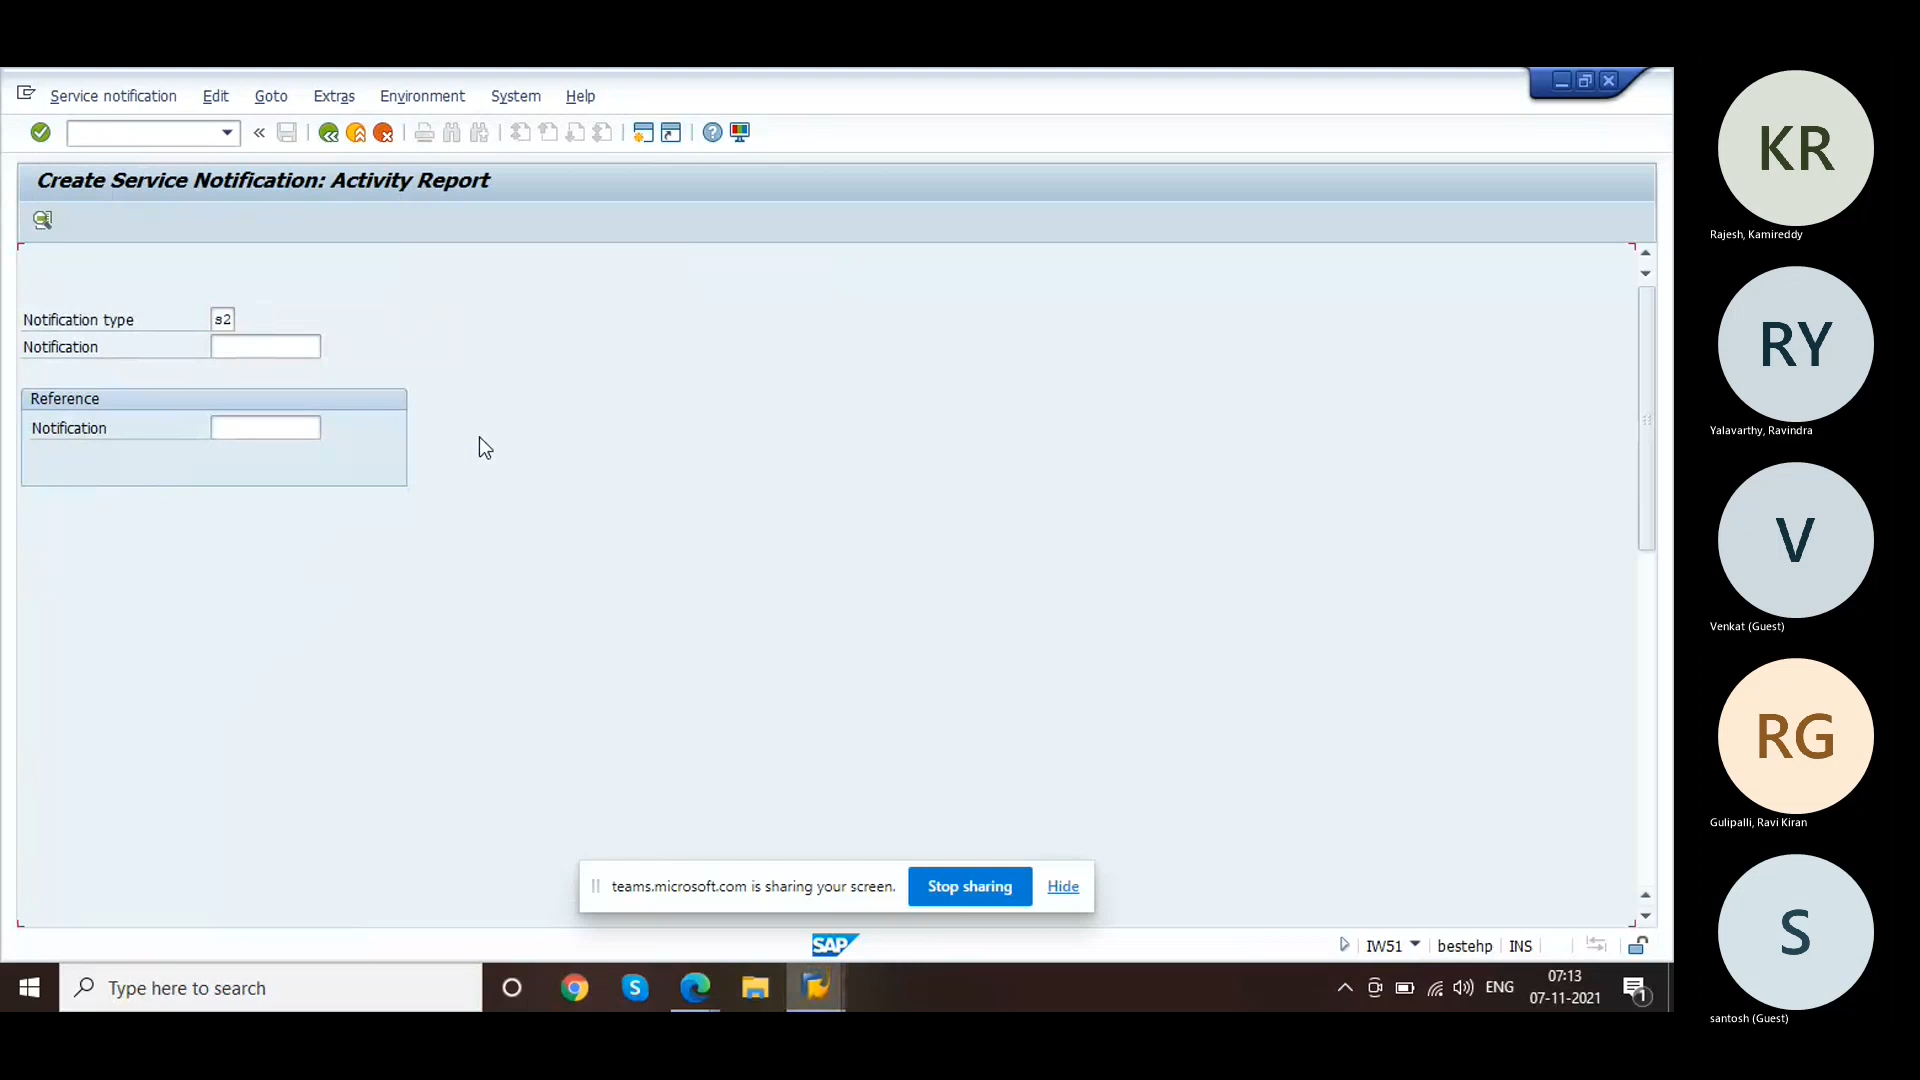 Service notification Edit Goto Extras Environment System Help
Create Service Notification: Activity Report
Notification type s2
Notification
Reference
Notification
teams.microsoft.com is sharing your screen. Stop sharing Hide
SAP
IW51 bestehp INS
Type here to search
S
ENG
07:13
07-11-2021
1
KR
Rajesh, Kamireddy
RY
Yalavarthy, Ravindra
V
Venkat (Guest)
RG
Gulipalli, Ravi Kiran
S
santosh (Guest)